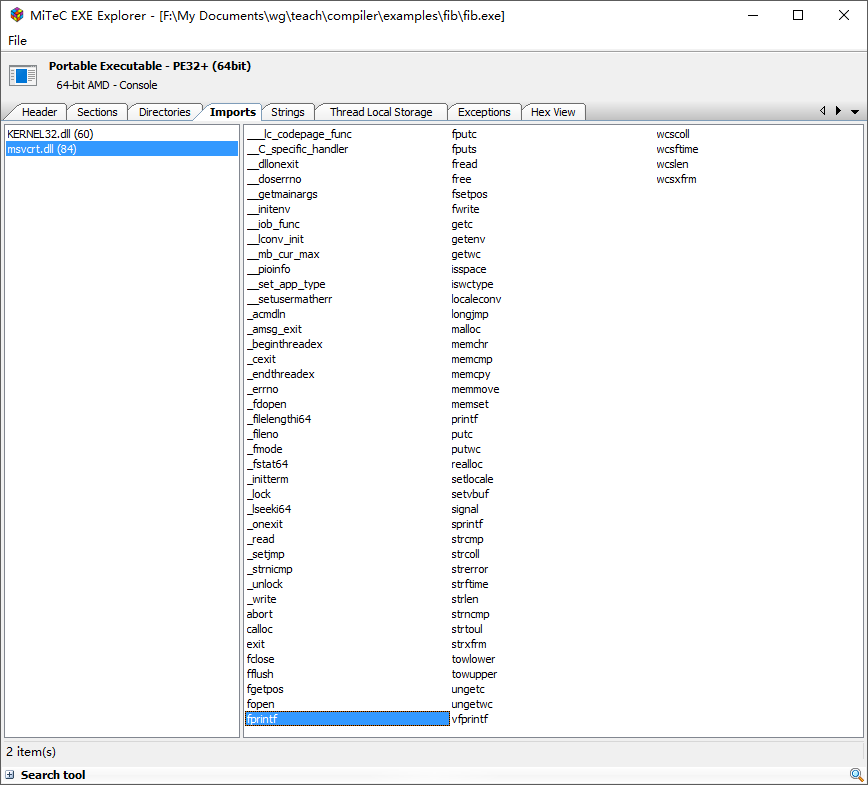 MiTeC EXE Explorer - [F:\My Documents\wg\teach\compiler\examples\fib\fib.exe]
File
Portable Executable - PE32+ (64bit)
64-bit AMD - Console
Header Sections Directories Imports Strings Thread Local Storage Exceptions Hex View
KERNEL32.dll (60)
msvcrt.dll (84)
___lc_codepage_func
__C_specific_handler
__dllonexit
__doserrno
__getmainargs
__initenv
__iob_func
__lconv_init
__mb_cur_max
__pioinfo
__set_app_type
__setusermatherr
_acmdln
_amsg_exit
_beginthreadex
_cexit
_endthreadex
_errno
_fdopen
_filelengthi64
_fileno
_fmode
_fstat64
_initterm
_lock
_lseeki64
_onexit
_read
_setjmp
_strnicmp
_unlock
_write
abort
calloc
exit
fclose
fflush
fgetpos
fopen
fprintf
fputc
fputs
fread
free
fsetpos
fwrite
getc
getenv
getwc
isspace
iswctype
localeconv
longjmp
malloc
memchr
memcmp
memcpy
memmove
memset
printf
putc
putwc
realloc
setlocale
setvbuf
signal
sprintf
strcmp
strcoll
strerror
strftime
strlen
strncmp
strtoul
strxfrm
towlower
towupper
ungetc
ungetwc
vfprintf
wcscoll
wcsftime
wcslen
wcsxfrm
2 item(s)
Search tool